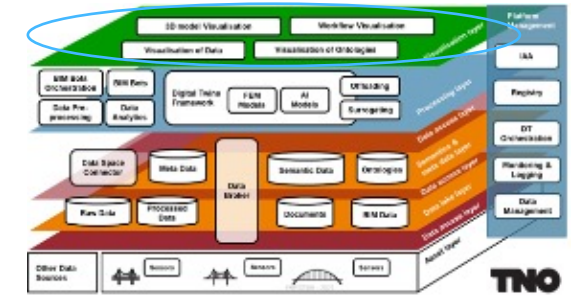 3D model Visualisation
Workflow Visualisation
Visualisation of Data
Visualisation of Ontologies
Visualisation layer
Platform
Management
BIM Bots
Orchestration
BIM Bots
Data Pre-
processing
Data
Analytics
Digital Twins
Framework
FEM
Models
AI
Models
Offloading
Surrogating
Processing layer
IAA
Registry
DT
Orchestration
Monitoring &
Logging
Data
Management
Data access layer
Data Space
Connector
Meta Data
Data
Broker
Semantic Data
Ontologies
Semantics &
meta data layer
Data access layer
Raw Data
Processed
Data
Documents
BIM Data
Data lake layer
Data access layer
Other Data
Sources
Sensors
Sensors
Sensors
Asset layer
TNO